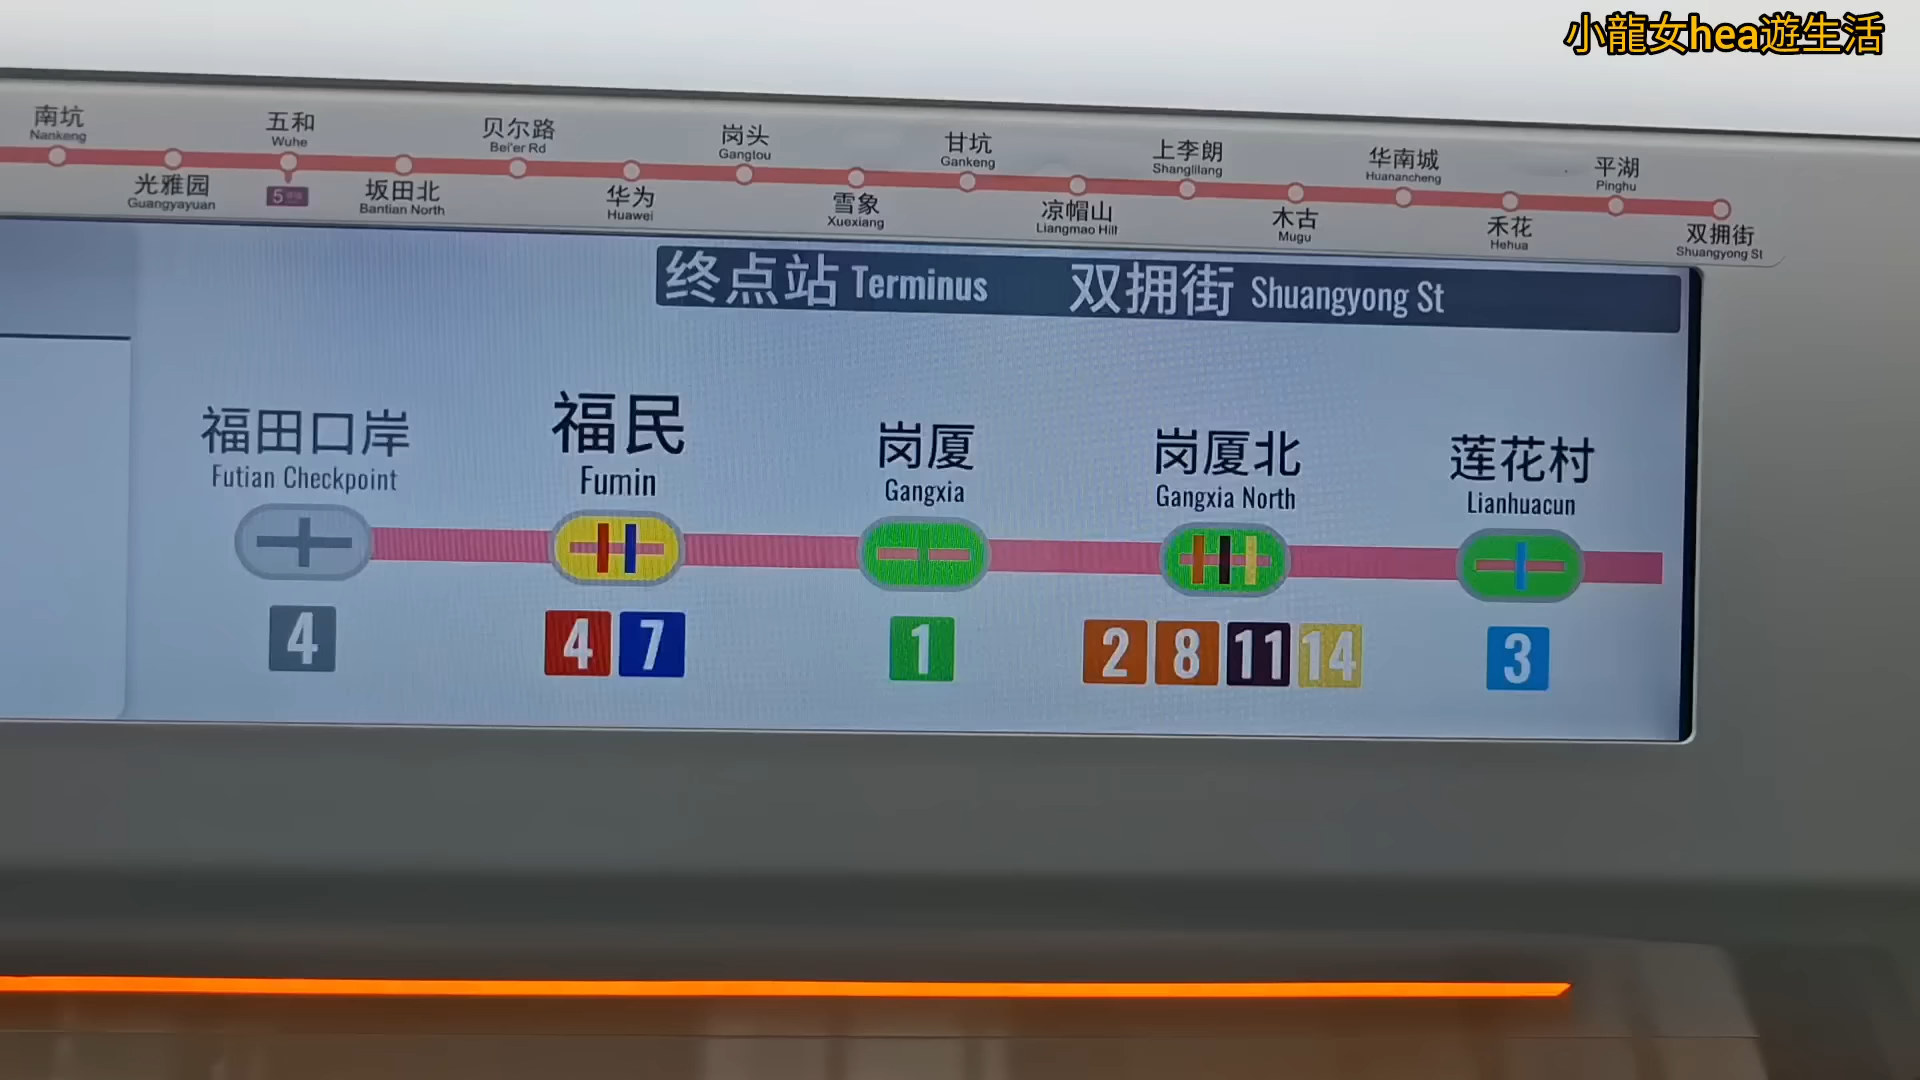 小龍女hea遊生活
南坑
Nankeng
五和
Wuhe
贝尔路
Bei'er Rd
岗头
Gangtou
甘坑
Gankeng
上李朗
Shanglilang
华南城
Huanancheng
平湖
Pinghu
光雅园
Guangyayuan
5
坂田北
Bantian North
华为
Huawei
雪象
Xuexiang
凉帽山
Liangmao Hill
木古
Mugu
禾花
Hehua
双拥街
Shuangyong St
终点站 Terminus 双拥街 Shuangyong St
福田口岸
Futian Checkpoint
福民
Fumin
岗厦
Gangxia
岗厦北
Gangxia North
莲花村
Lianhuacun
4
4 7
1
2 8 11 14
3